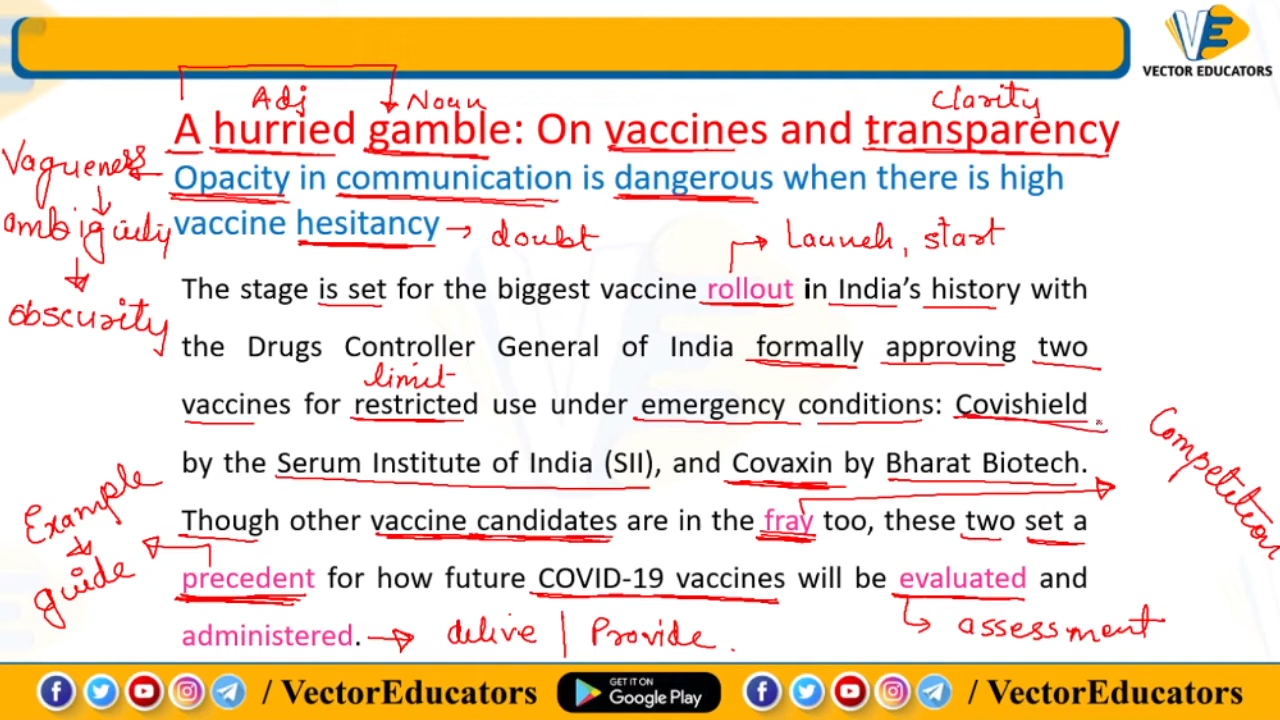 VECTOR EDUCATORS
Adj Noun Clarity
A hurried gamble: On vaccines and transparency
Vagueness
Opacity in communication is dangerous when there is high
ambiguity
vaccine hesitancy → doubt
Launch, start
obscurity
The stage is set for the biggest vaccine rollout in India's history with
the Drugs Controller General of India formally approving two
limit
vaccines for restricted use under emergency conditions: Covishield
by the Serum Institute of India (SII), and Covaxin by Bharat Biotech.
Competition
Example
Though other vaccine candidates are in the fray too, these two set a
guide
precedent for how future COVID-19 vaccines will be evaluated and
assessment
administered. → delive | Provide.
/ VectorEducators GET IT ON Google Play / VectorEducators